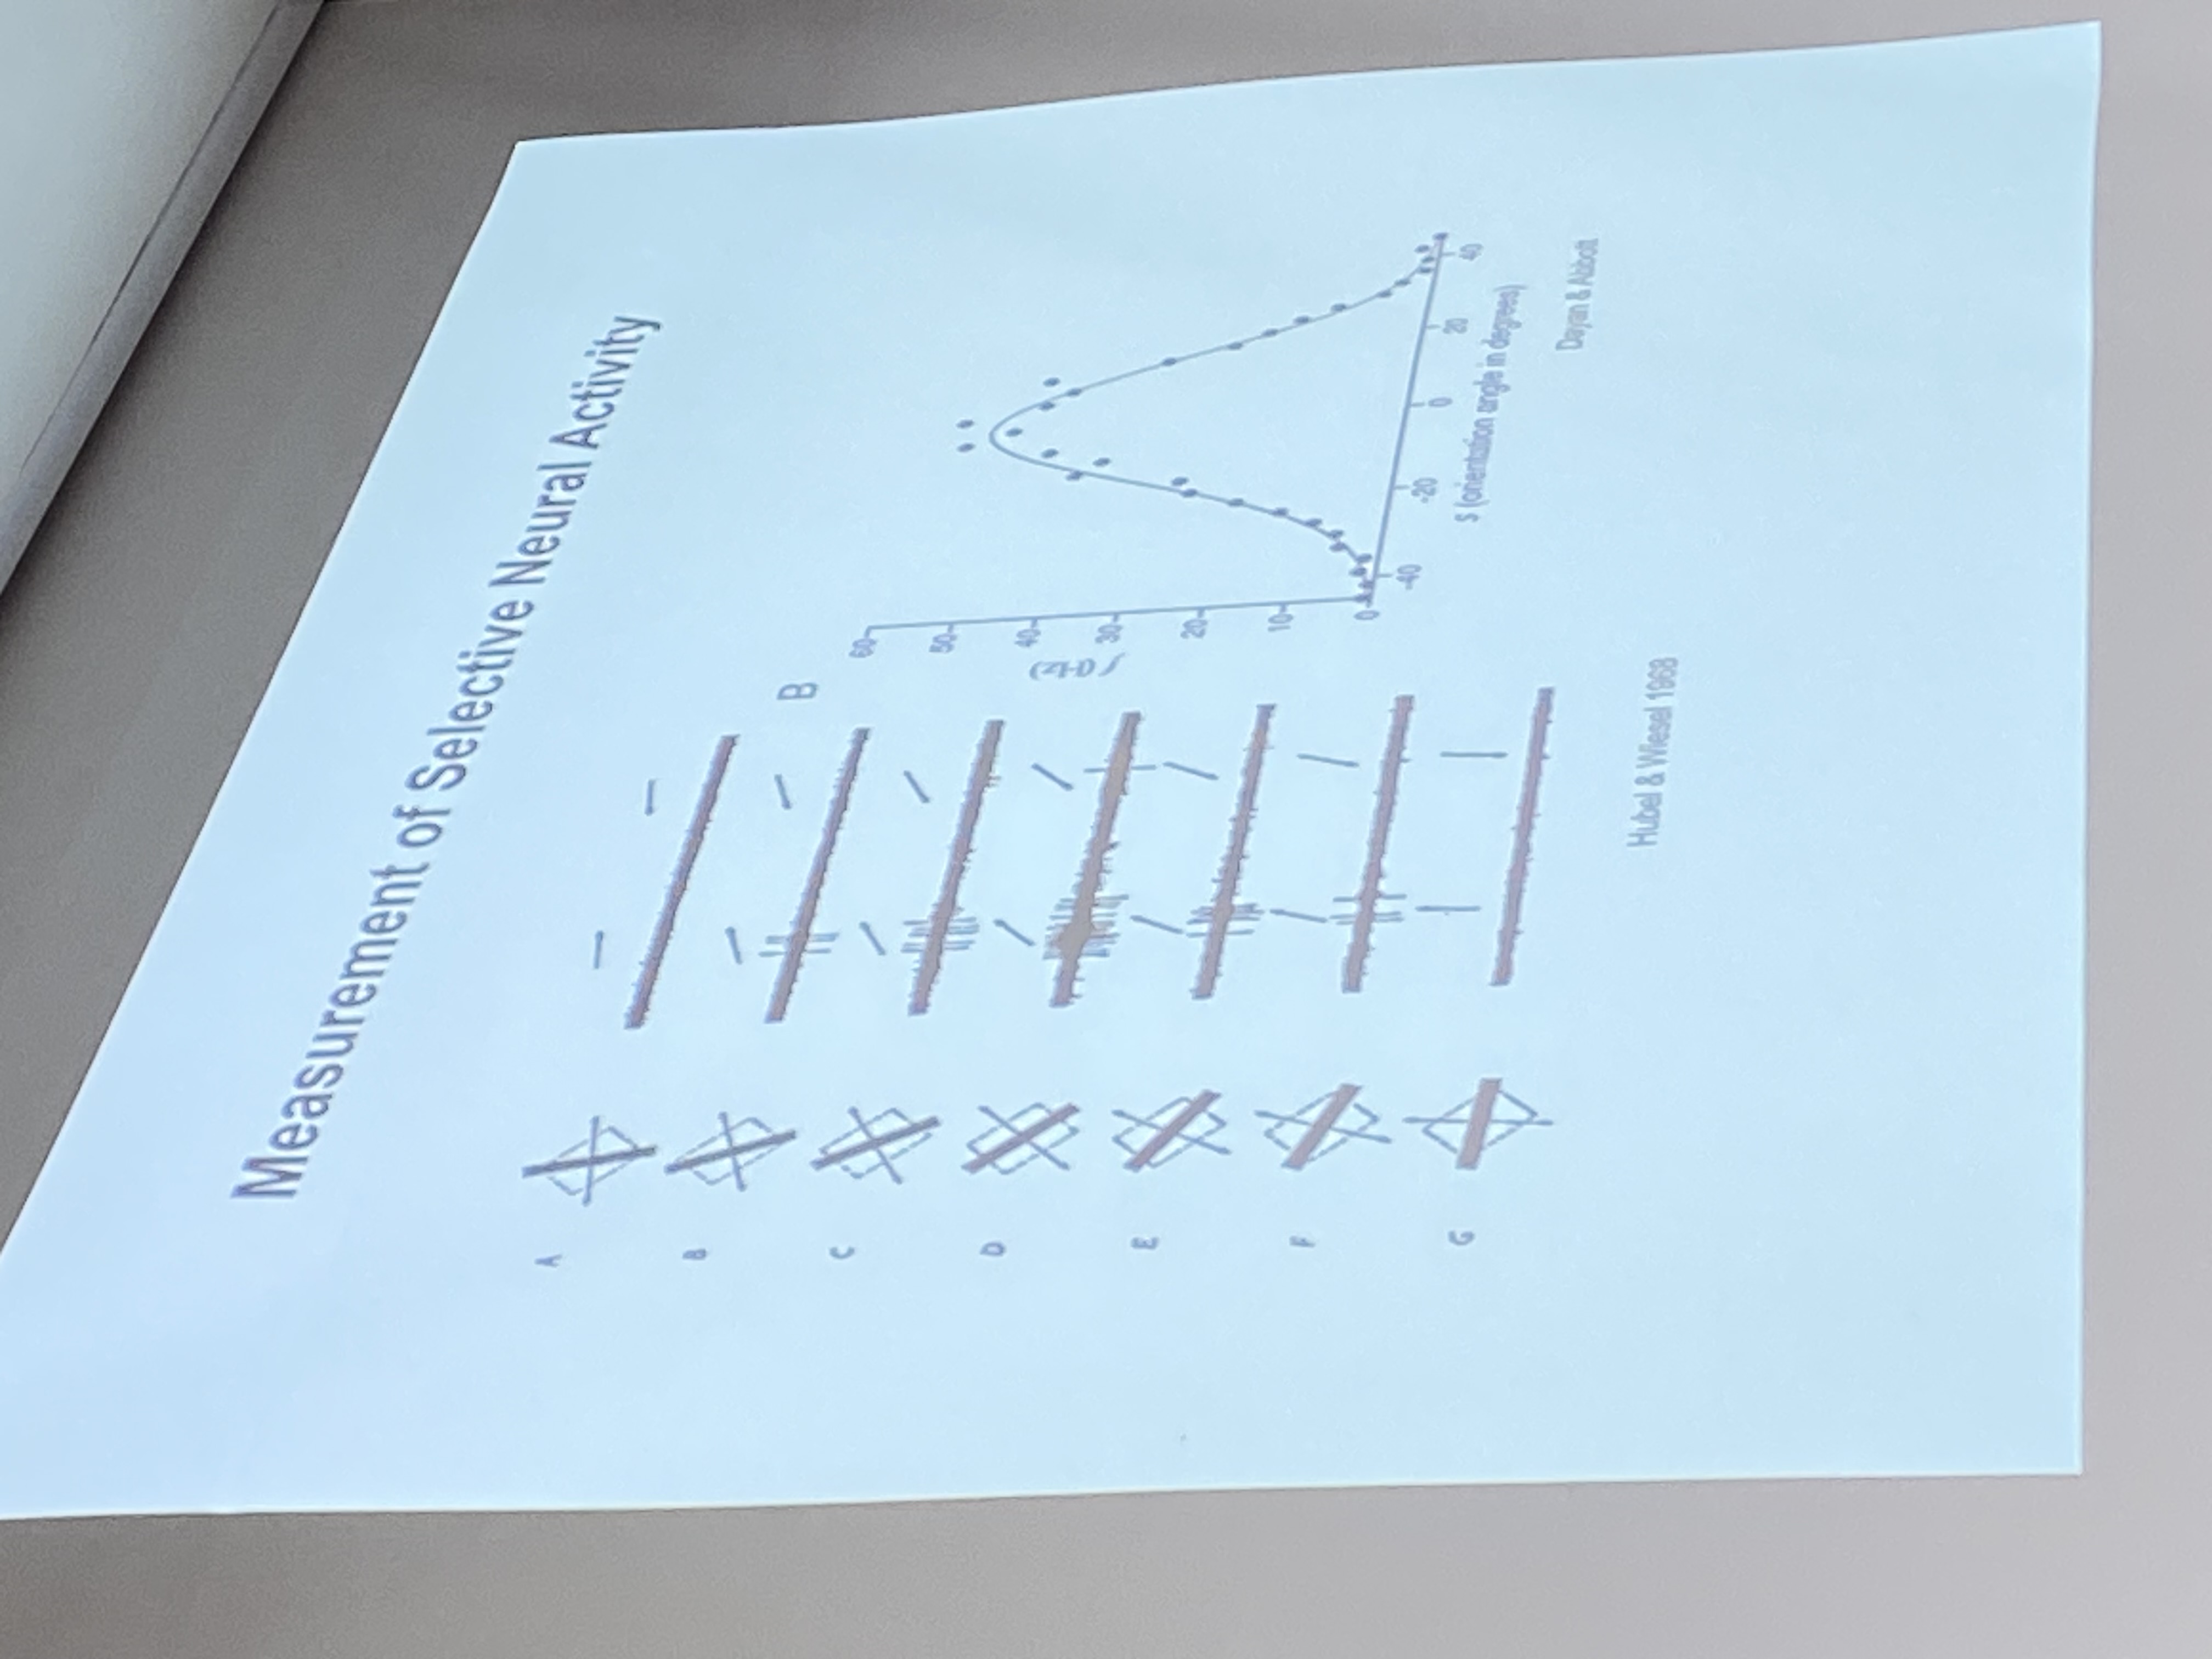 Measurement of Selective Neural Activity
A
B
C
D
E
F
G
B
60
50
40
30
20
10
0
f (Hz)
-40 -20 0 20 40
s (orientation angle in degrees)
Dayan & Abbott
Hubel & Wiesel 1968